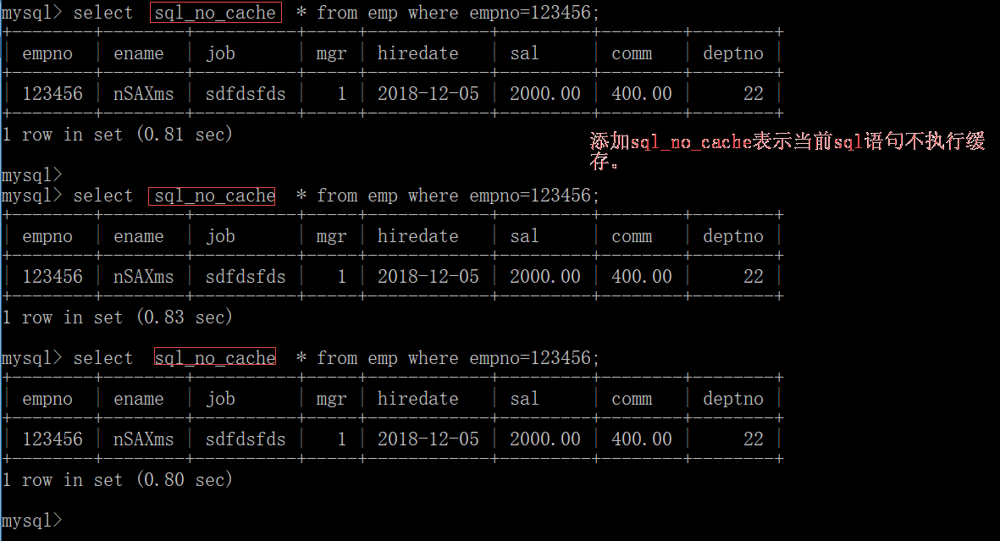 mysql> select  sql_no_cache  * from emp where empno=123456;
+--------+--------+-----------+-----+------------+---------+--------+--------+
| empno  | ename  | job       | mgr | hiredate   | sal     | comm   | deptno |
+--------+--------+-----------+-----+------------+---------+--------+--------+
| 123456 | nSAXms | sdfdsfds  |   1 | 2018-12-05 | 2000.00 | 400.00 |     22 |
+--------+--------+-----------+-----+------------+---------+--------+--------+
1 row in set (0.81 sec)
添加sql_no_cache表示当前sql语句不执行缓
存。
mysql>
mysql> select  sql_no_cache  * from emp where empno=123456;
+--------+--------+-----------+-----+------------+---------+--------+--------+
| empno  | ename  | job       | mgr | hiredate   | sal     | comm   | deptno |
+--------+--------+-----------+-----+------------+---------+--------+--------+
| 123456 | nSAXms | sdfdsfds  |   1 | 2018-12-05 | 2000.00 | 400.00 |     22 |
+--------+--------+-----------+-----+------------+---------+--------+--------+
1 row in set (0.83 sec)
mysql> select  sql_no_cache  * from emp where empno=123456;
+--------+--------+-----------+-----+------------+---------+--------+--------+
| empno  | ename  | job       | mgr | hiredate   | sal     | comm   | deptno |
+--------+--------+-----------+-----+------------+---------+--------+--------+
| 123456 | nSAXms | sdfdsfds  |   1 | 2018-12-05 | 2000.00 | 400.00 |     22 |
+--------+--------+-----------+-----+------------+---------+--------+--------+
1 row in set (0.80 sec)
mysql>